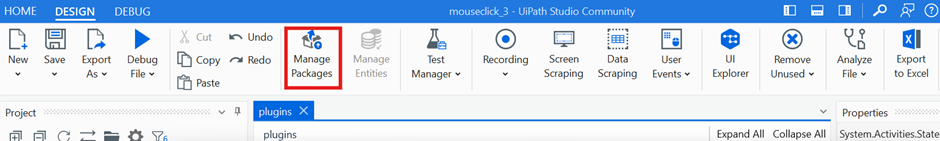 HOME DESIGN DEBUG mouseclick_3 - UiPath Studio Community
New Save Export As Debug File Cut Copy Paste Undo Redo Manage Packages Manage Entities Test Manager Recording Screen Scraping Data Scraping User Events UI Explorer Remove Unused Analyze File Export to Excel
Project plugins Properties
6 plugins Expand All Collapse All System.Activities.State